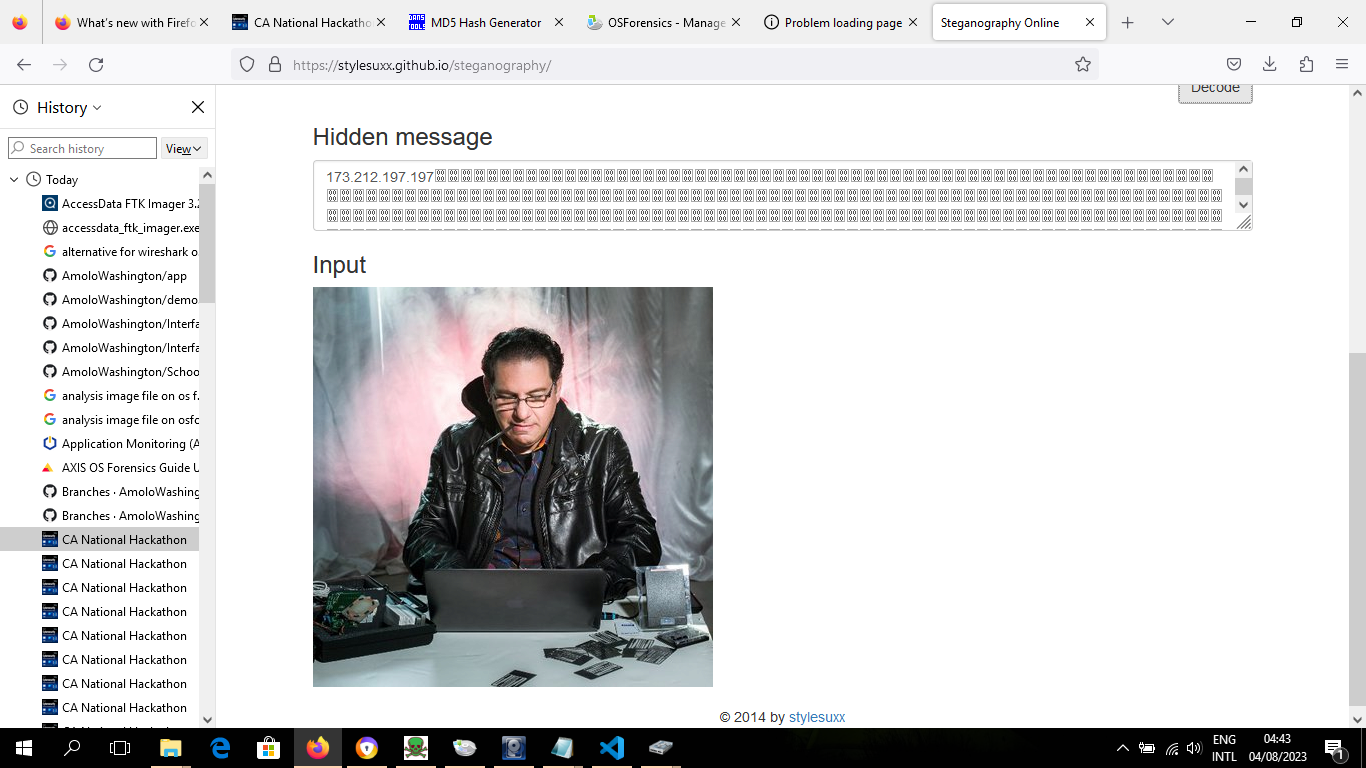 What's new with Firefo
CA National Hackatho
MD5 Hash Generator
OSForensics - Manage
Problem loading page
Steganography Online
https://stylesuxx.github.io/steganography/
History
Search history
View
Today
AccessData FTK Imager 3.2
accessdata_ftk_imager.exe
alternative for wireshark o
AmoloWashington/app
AmoloWashington/demo
AmoloWashington/Interfa
AmoloWashington/Interfa
AmoloWashington/Schoo
analysis image file on os f.
analysis image file on osfo
Application Monitoring (A
AXIS OS Forensics Guide U
Branches · AmoloWashing
Branches · AmoloWashing
CA National Hackathon
CA National Hackathon
CA National Hackathon
CA National Hackathon
CA National Hackathon
CA National Hackathon
CA National Hackathon
CA National Hackathon
Decode
Hidden message
173.212.197.197
Input
© 2014 by stylesuxx
ENG
INTL
04:43
04/08/2023
1